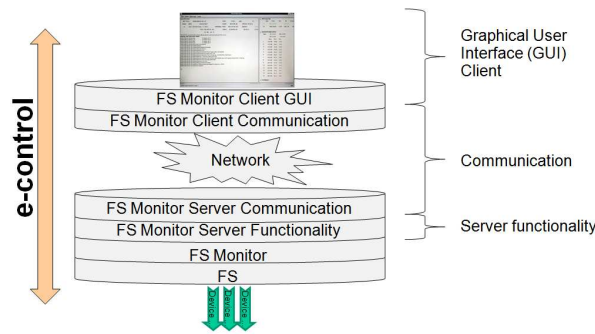 Graphical User
Interface (GUI)
Client
FS Monitor Client GUI
FS Monitor Client Communication
e-control
Network
Communication
FS Monitor Server Communication
FS Monitor Server Functionality
Server functionality
FS Monitor
FS
Device
Device
Device